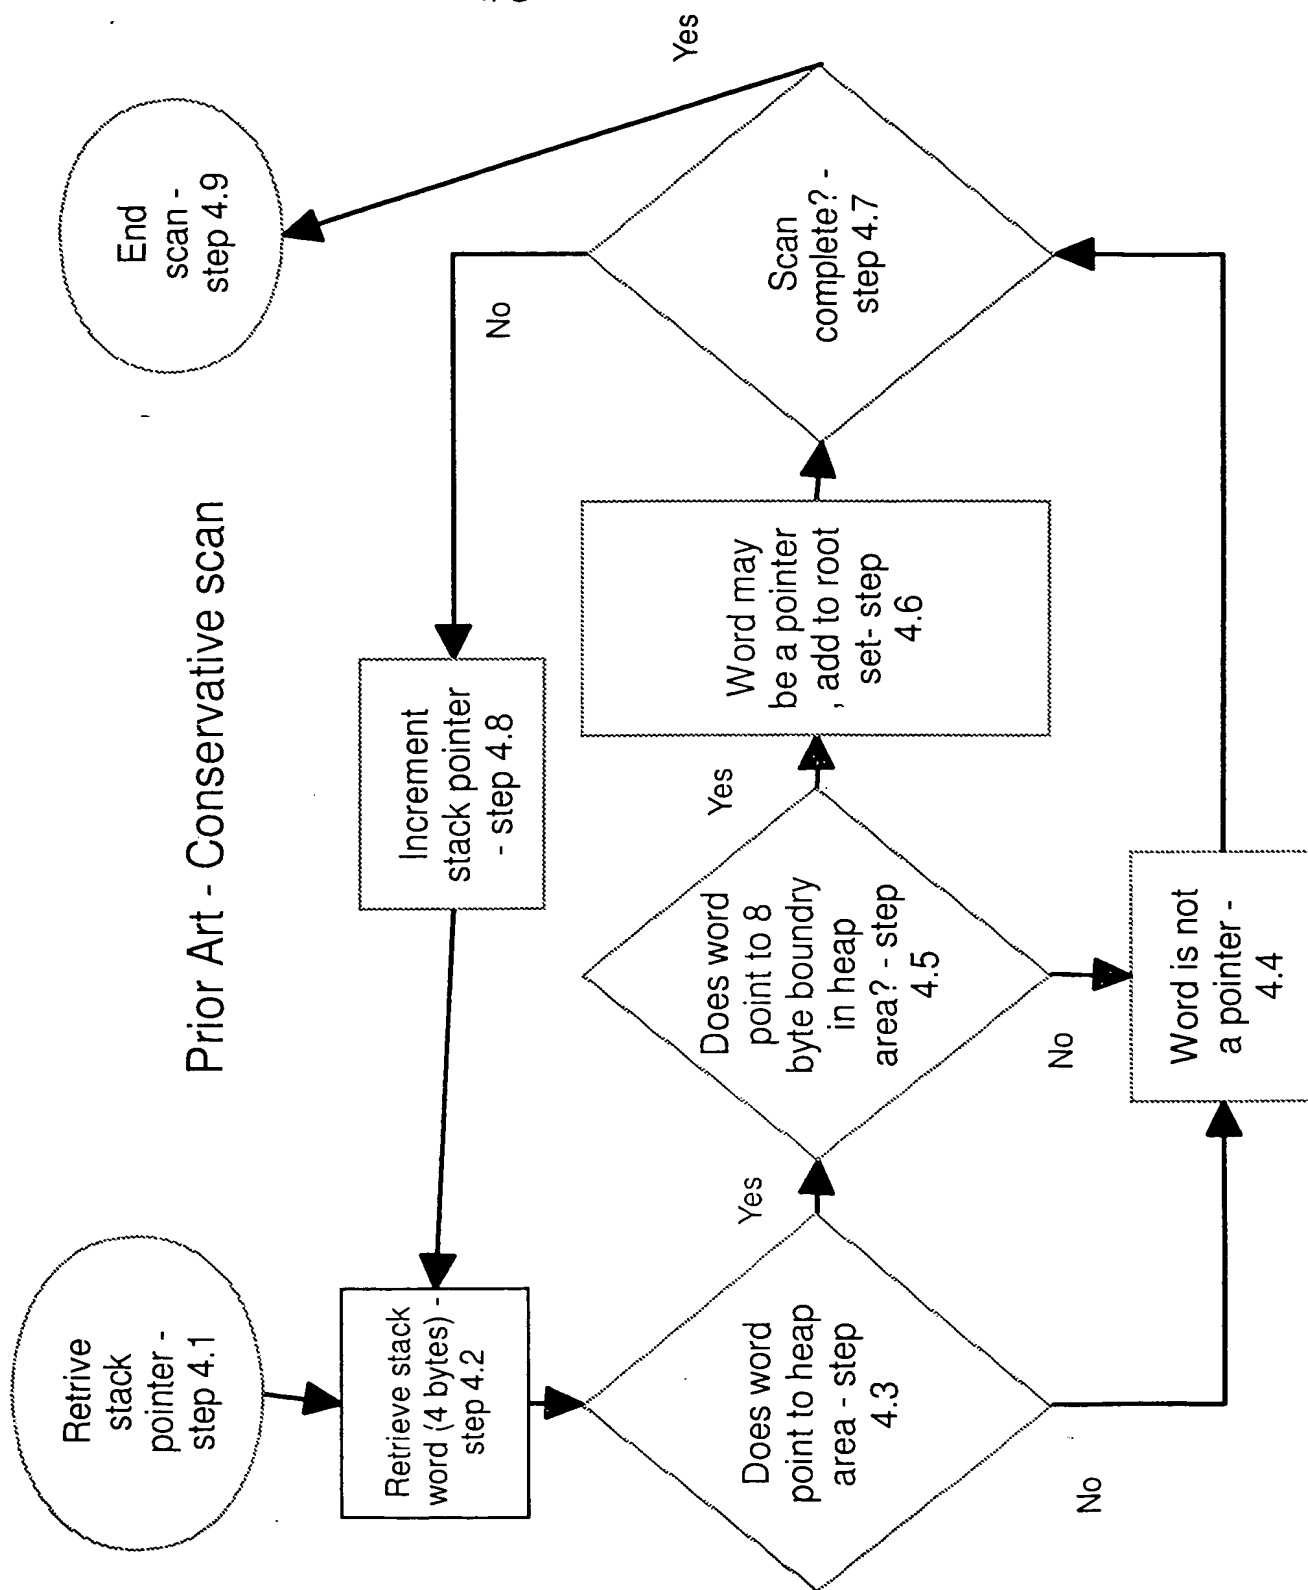 Prior Art - Conservative scan
Retrive
stack
pointer -
step 4.1
Retrieve stack
word (4 bytes) -
step 4.2
Does word
point to heap
area - step
4.3
No
Yes
Does word
point to 8
byte boundry
in heap
area? - step
4.5
No
Yes
Word is not
a pointer -
4.4
Word may
be a pointer
, add to root
set- step
4.6
Scan
complete? -
step 4.7
No
Yes
Increment
stack pointer
- step 4.8
End
scan -
step 4.9